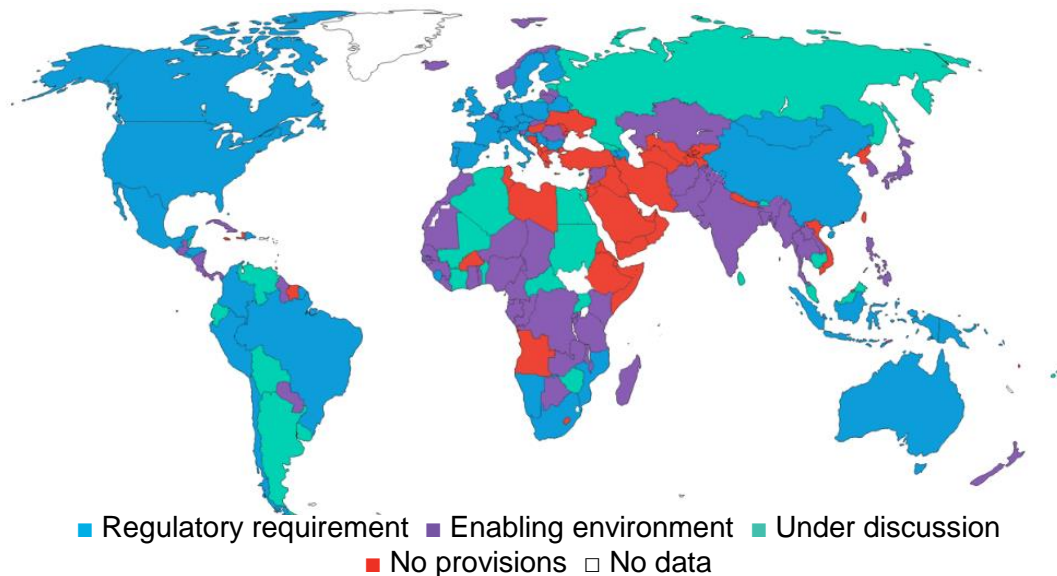 ■ Regulatory requirement ■ Enabling environment ■ Under discussion
■ No provisions □ No data